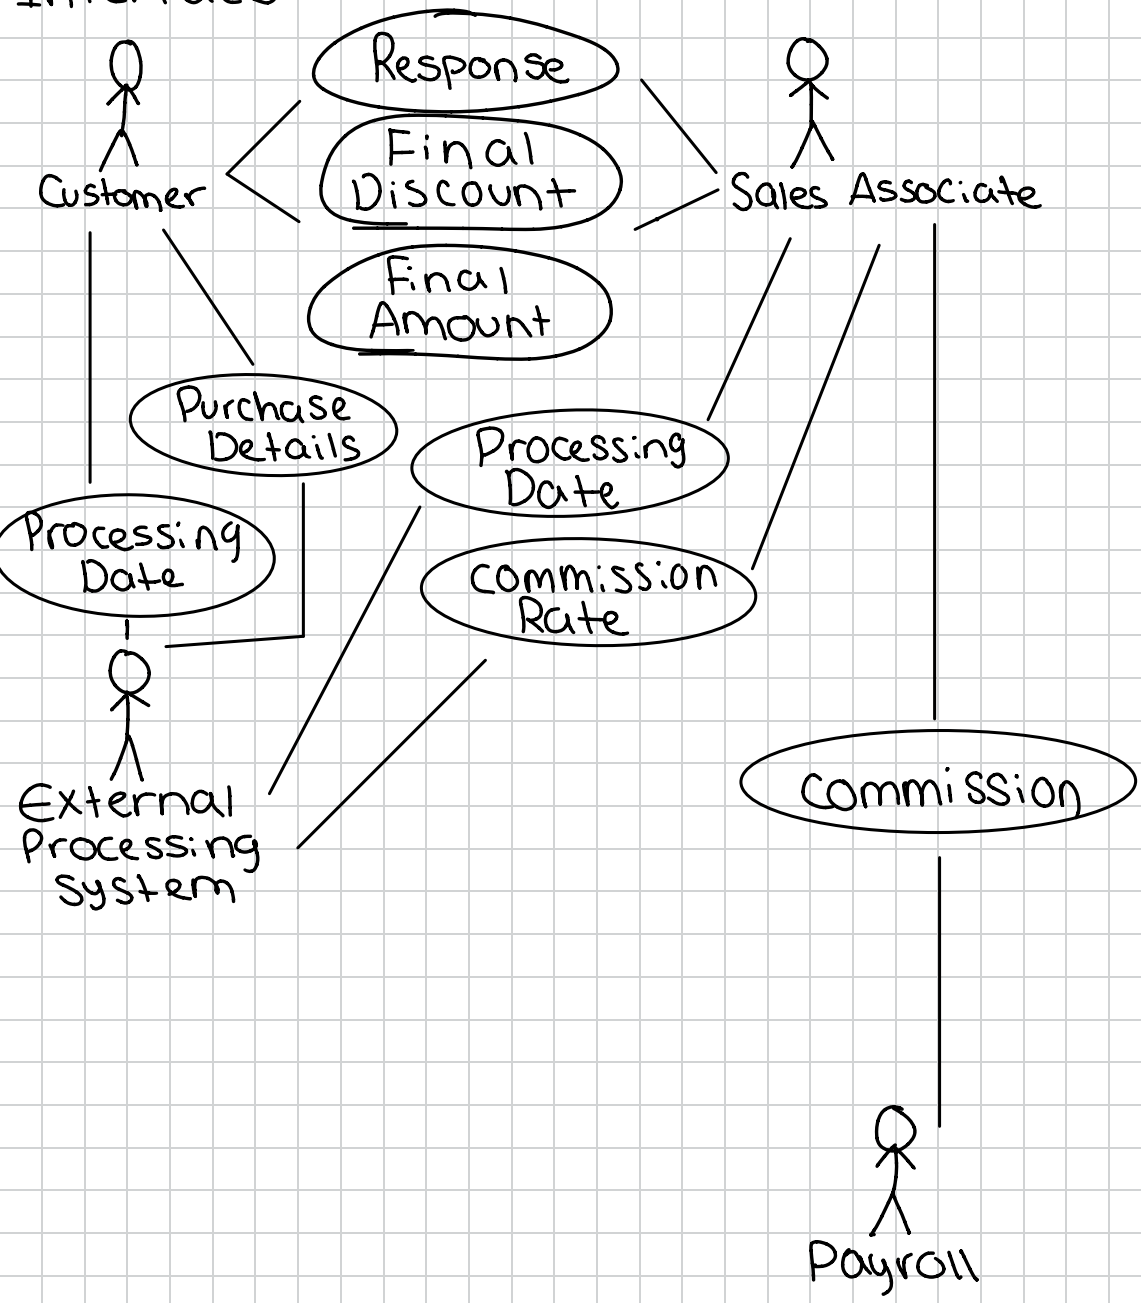 Interface
Response
Final
Discount
Customer
Sales Associate
Final
Amount
Purchase
Details
Processing
Date
Processing
Date
Commission
Rate
External
Processing
System
Commission
Payroll